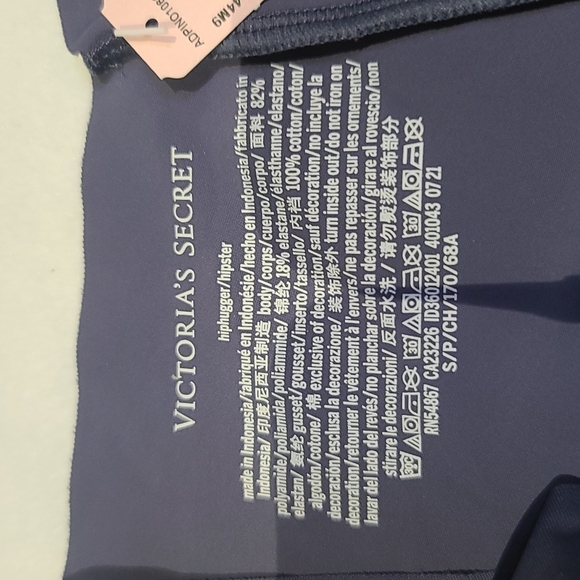 44M9
VICTORIA'S SECRET
hiphugger/hipster
made in Indonesia/fabriqué en Indonésie/hecho en Indonesia/fabbricato in
Indonesia/ 印度尼西亚制造 body/corps/cuerpo/corpo/ 面料 82%
polyamide/poliamida/poliammide/ 锦纶 18% elastane/élasthanne/elastano/
elastan/ 氨纶 gusset/gousset/inserto/tassello/ 内裆 100% cotton/coton/
algodón/cotone/ 棉 exclusive of decoration/sauf décoration/no incluye la
decoración/esclusa la decorazione/ 装饰除外 turn inside out/do not iron on
decoration/retourner le vêtement à l'envers/ne pas repasser sur les ornements/
lavar del lado del revés/no planchar sobre la decoración/girare al rovescio/non
stirare le decorazioni/ 反面水洗 / 请勿熨烫装饰部分
30C 30 30
RN54867 CA23226 ID36012401 401043 0721
S/P/CH/170/68A